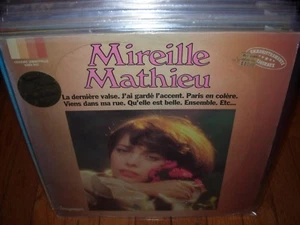 Mireille
Mathieu
La dernière valse. J'ai gardé l'accent. Paris en colère.
Viens dans ma rue. Qu'elle est belle. Ensemble. Etc...